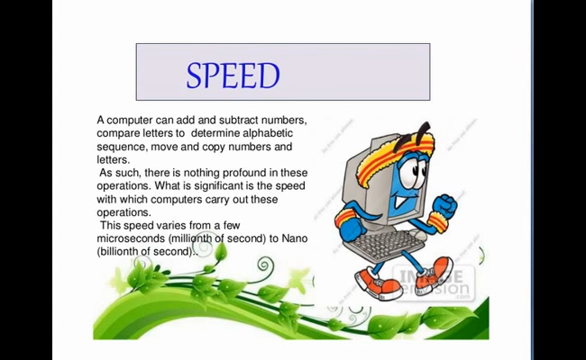 SPEED
A computer can add and subtract numbers,
compare letters to determine alphabetic
sequence, move and copy numbers and
letters.
As such, there is nothing profound in these
operations. What is significant is the speed
with which computers carry out these
operations.
This speed varies from a few
microseconds (millionth of second) to Nano
(billionth of second)..